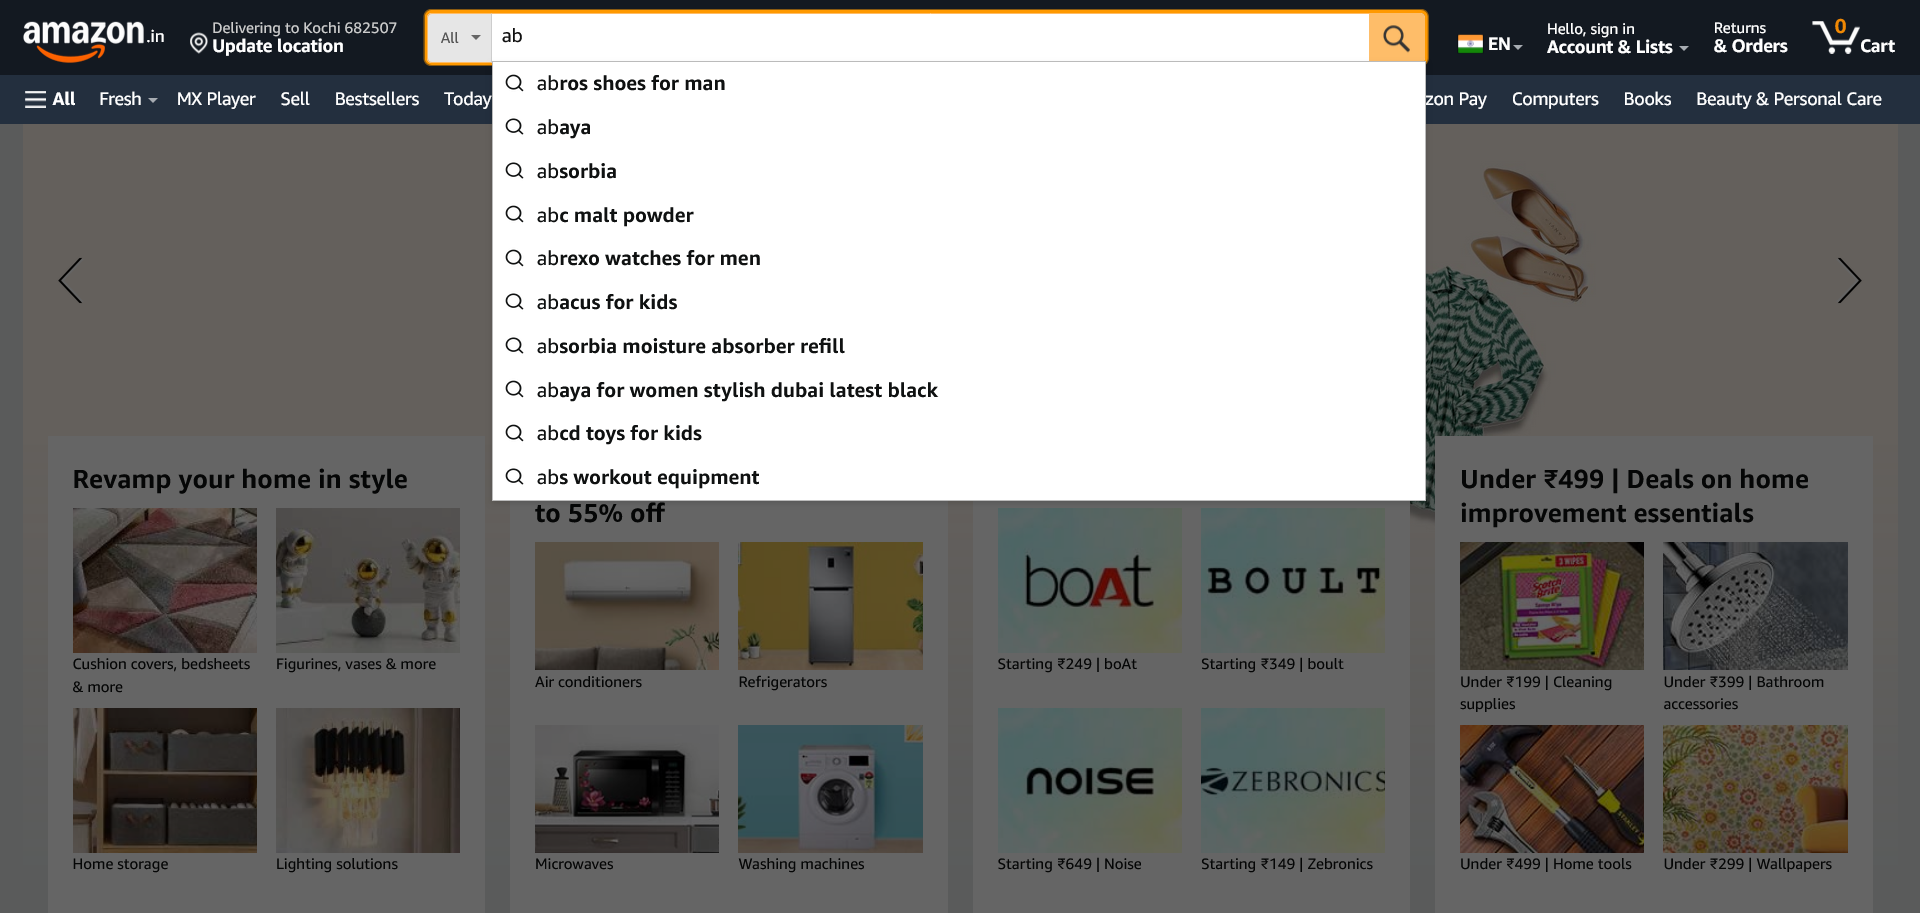 amazon.in
Delivering to Kochi 682507
Update location
All
ab
EN
Hello, sign in
Account & Lists
Returns
& Orders
0
Cart
All
Fresh
MX Player
Sell
Bestsellers
Today
zon Pay
Computers
Books
Beauty & Personal Care
abros shoes for man
abaya
absorbia
abc malt powder
abrexo watches for men
abacus for kids
absorbia moisture absorber refill
abaya for women stylish dubai latest black
abcd toys for kids
abs workout equipment
Revamp your home in style
Cushion covers, bedsheets
& more
Figurines, vases & more
Home storage
Lighting solutions
to 55% off
Air conditioners
Refrigerators
Microwaves
Washing machines
boAt
BOULT
Starting ₹249 | boAt
Starting ₹349 | boult
noise
ZEBRONICS
Starting ₹649 | Noise
Starting ₹149 | Zebronics
Under ₹499 | Deals on home
improvement essentials
3 WIPES
Scotch
Brite
Under ₹199 | Cleaning
supplies
Under ₹399 | Bathroom
accessories
Under ₹499 | Home tools
Under ₹299 | Wallpapers